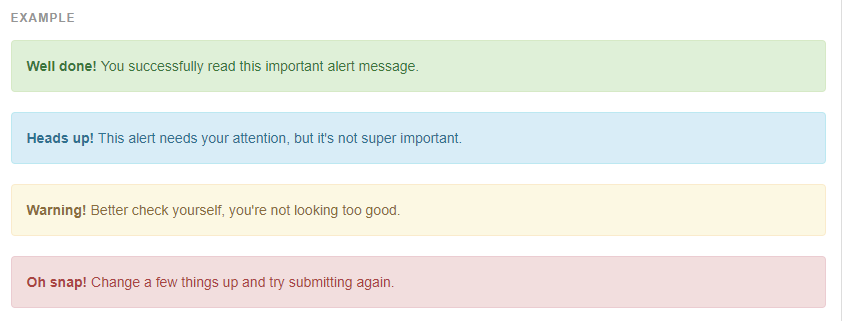 EXAMPLE
Well done! You successfully read this important alert message.
Heads up! This alert needs your attention, but it's not super important.
Warning! Better check yourself, you're not looking too good.
Oh snap! Change a few things up and try submitting again.